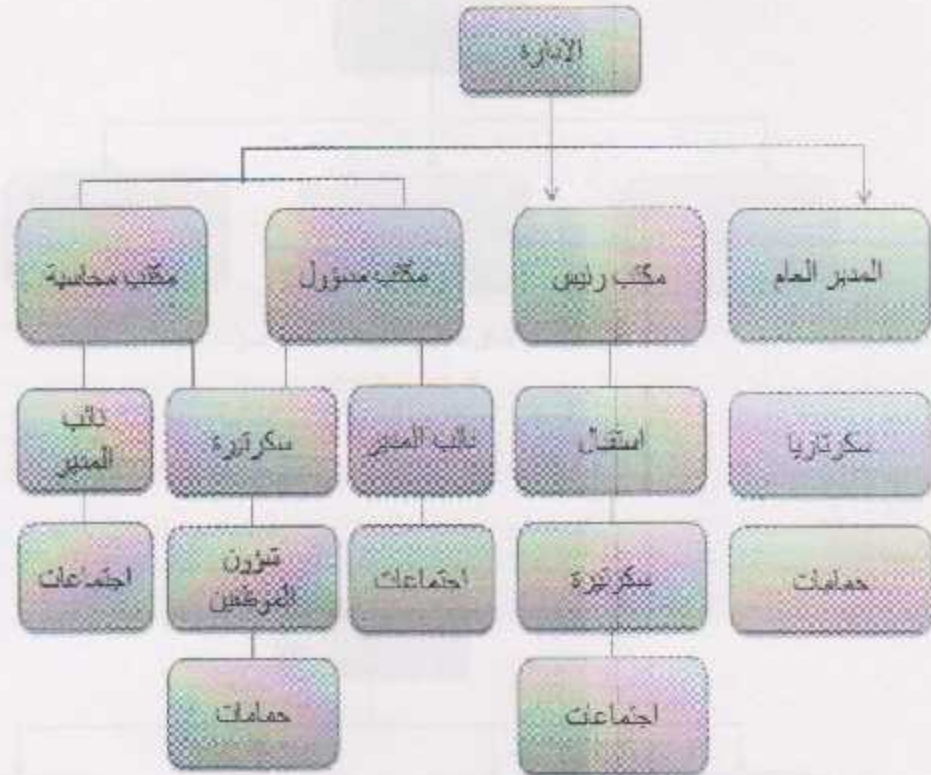 الإدارة
المدير العام
مكتب رئيس
مكتب مسؤول
مكتب محاسبة
سكرتاريا
استقبال
نائب المدير
سكرتيرة
نائب
المدير
حمامات
سكرتيرة
اجتماعات
شؤون
الموظفين
اجتماعات
اجتماعات
حمامات